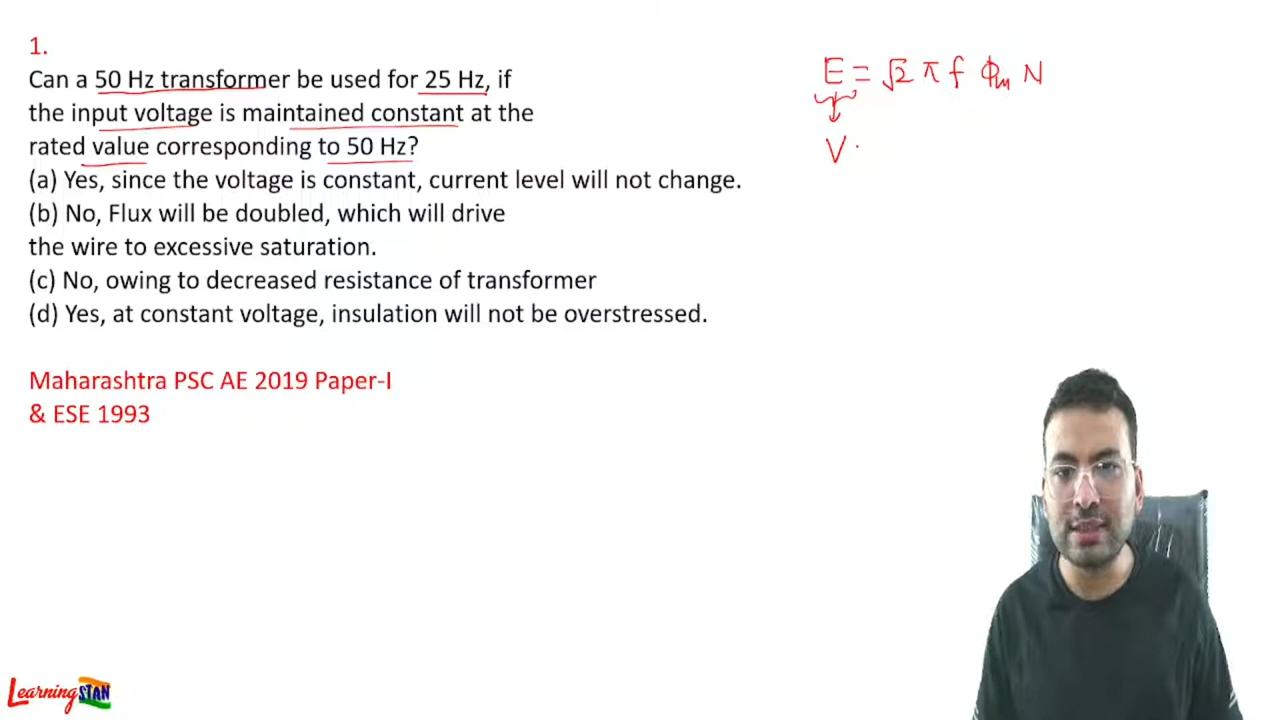 1.
Can a 50 Hz transformer be used for 25 Hz, if
the input voltage is maintained constant at the
rated value corresponding to 50 Hz?
(a) Yes, since the voltage is constant, current level will not change.
(b) No, Flux will be doubled, which will drive
the wire to excessive saturation.
(c) No, owing to decreased resistance of transformer
(d) Yes, at constant voltage, insulation will not be overstressed.
Maharashtra PSC AE 2019 Paper-I
& ESE 1993
E = √2 π f ϕm N
V
Learning STAN